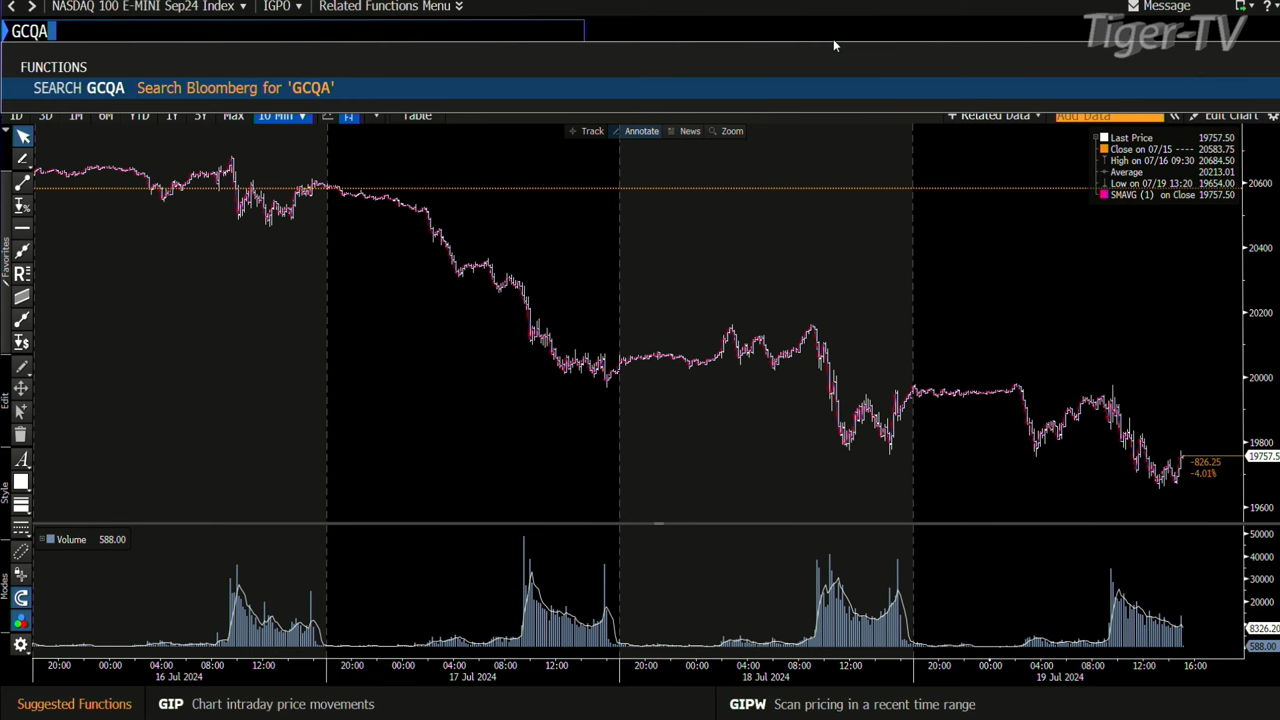 NASDAQ 100 E-MINI Sep24 Index IGPO Related Functions Menu Message ?
GCQA
Tiger-TV
FUNCTIONS
SEARCH GCQA Search Bloomberg for 'GCQA'
1D 3D 1M 6M YTD 1Y 5Y Max 10 Min Table + Related Data Add Data Edit Chart
Track Annotate News Zoom
Last Price 19757.50
Close on 07/15 ---- 20583.75
High on 07/16 09:30 20684.50
Average 20213.01
Low on 07/19 13:20 19654.00
SMAVG (1) on Close 19757.50
20600
20400
20200
20000
19800
19757.5
-826.25
-4.01%
19600
Favorites
Edit
Style
Modes
Volume 588.00
50000
40000
30000
20000
8326.20
588.00
20:00 00:00 04:00 08:00 12:00 20:00 00:00 04:00 08:00 12:00 20:00 00:00 04:00 08:00 12:00 20:00 00:00 04:00 08:00 12:00 16:00
16 Jul 2024 17 Jul 2024 18 Jul 2024 19 Jul 2024
Suggested Functions GIP Chart intraday price movements GIPW Scan pricing in a recent time range